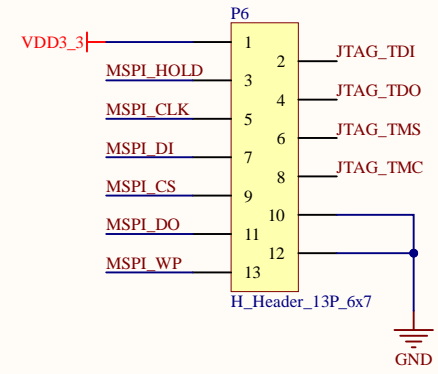 P6
VDD3_3
1
2
JTAG_TDI
MSPI_HOLD
3
4
JTAG_TDO
MSPI_CLK
5
6
JTAG_TMS
MSPI_DI
7
8
JTAG_TMC
MSPI_CS
9
10
MSPI_DO
11
12
MSPI_WP
13
H_Header_13P_6x7
GND